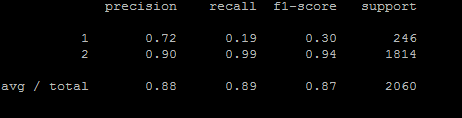 precision recall f1-score support
1 0.72 0.19 0.30 246
2 0.90 0.99 0.94 1814
avg / total 0.88 0.89 0.87 2060